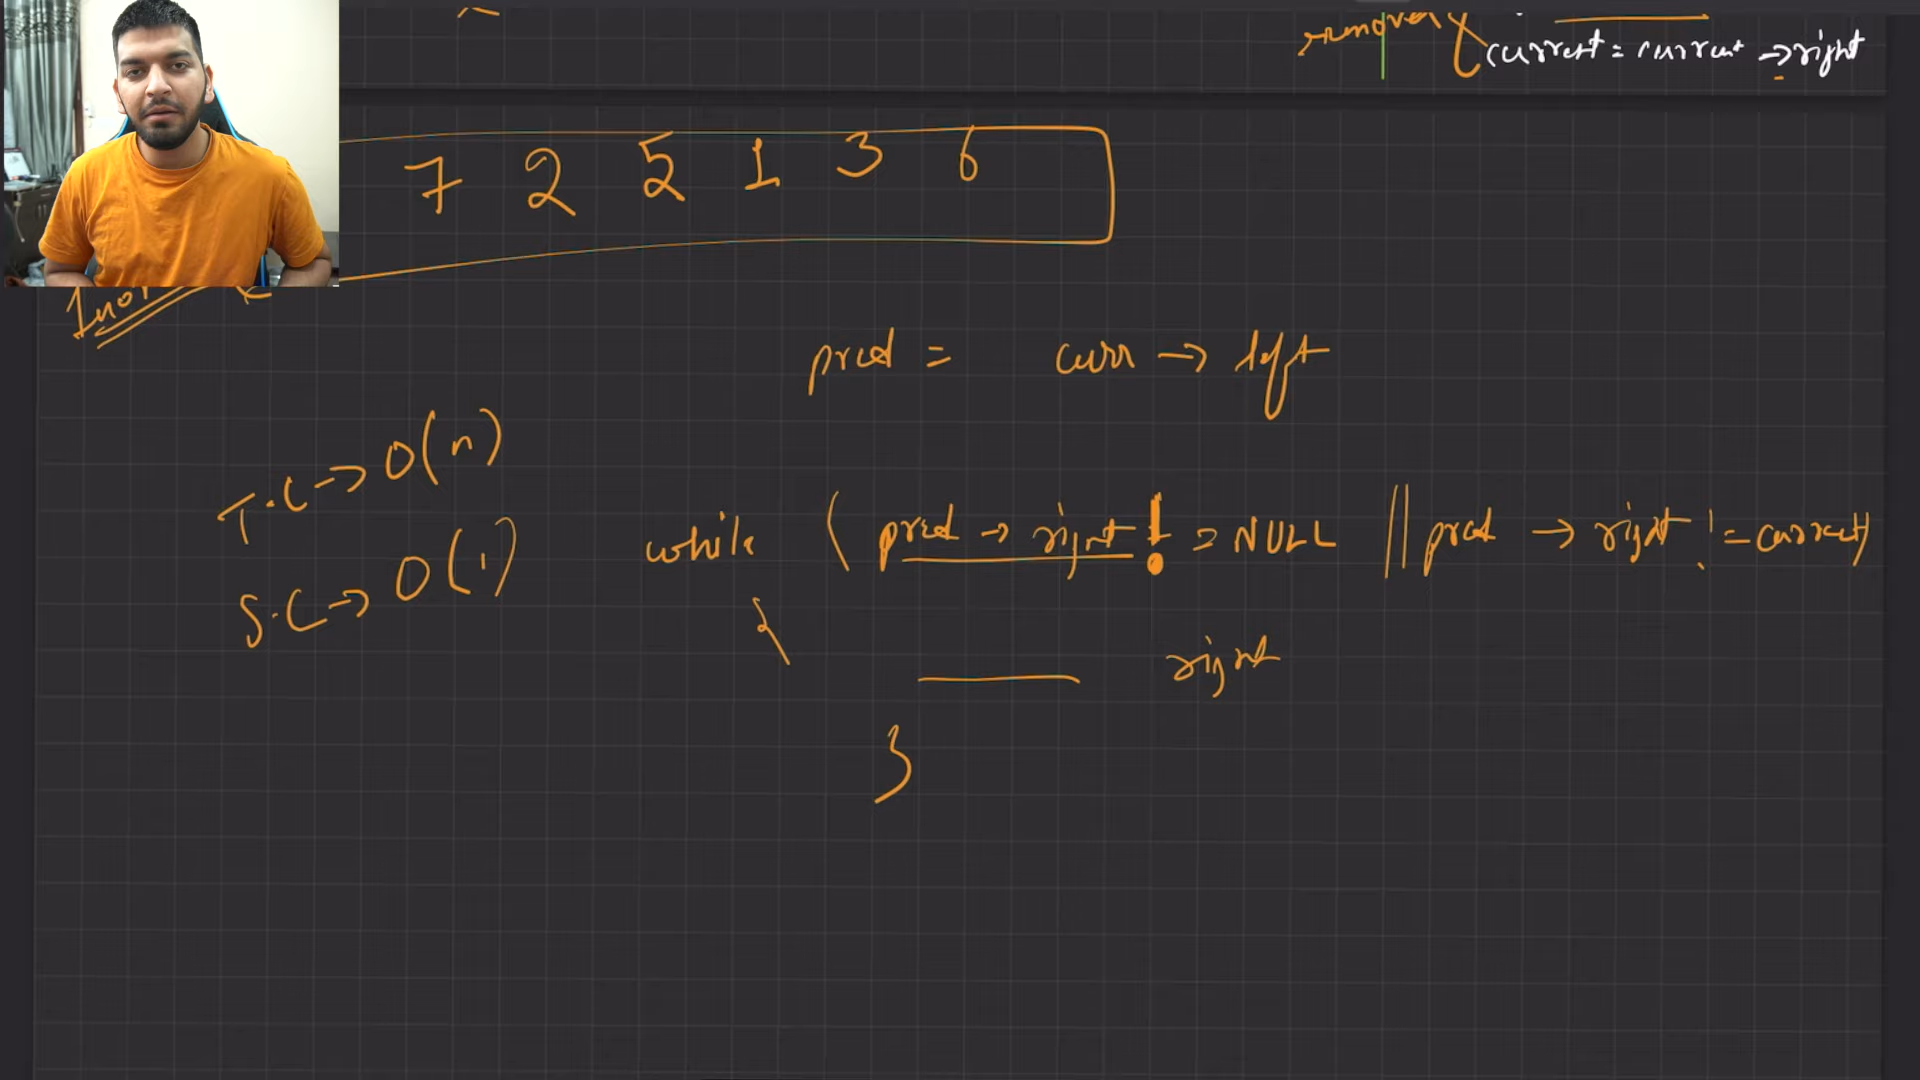 current = current → right
7 2 5 1 3 6
pred = curr → left
T.C → O(n)
S.C → O(1)
while ( pred → right != NULL || pred → right != current)
{
right
}